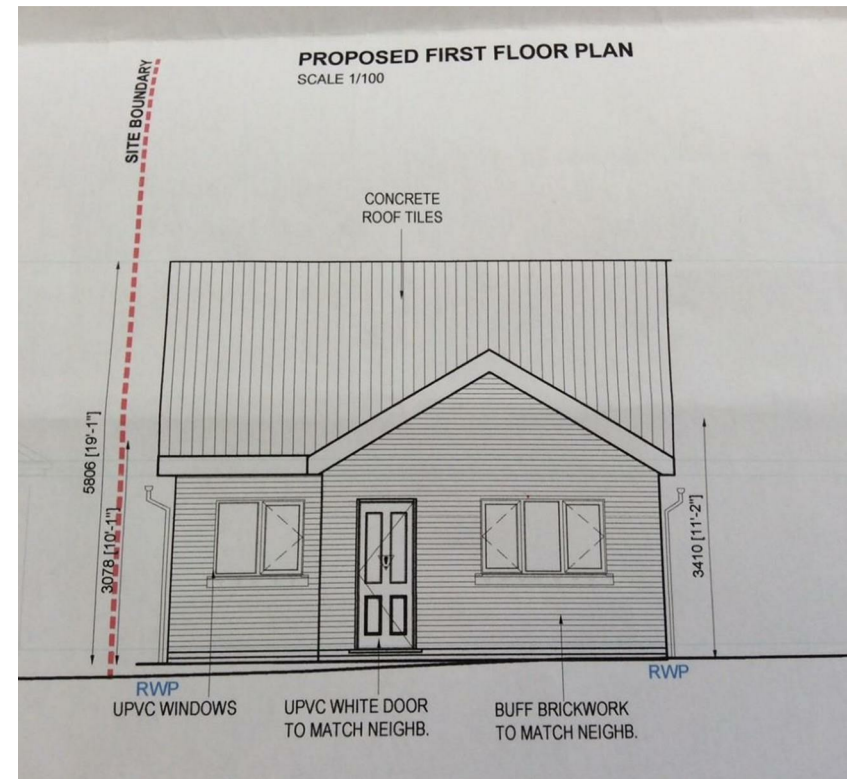 PROPOSED FIRST FLOOR PLAN
SCALE 1/100
SITE BOUNDARY
CONCRETE
ROOF TILES
5806 [19'-1"]
3078 [10'-1"]
3410 [11'-2"]
RWP
RWP
UPVC WINDOWS
UPVC WHITE DOOR
TO MATCH NEIGHB.
BUFF BRICKWORK
TO MATCH NEIGHB.